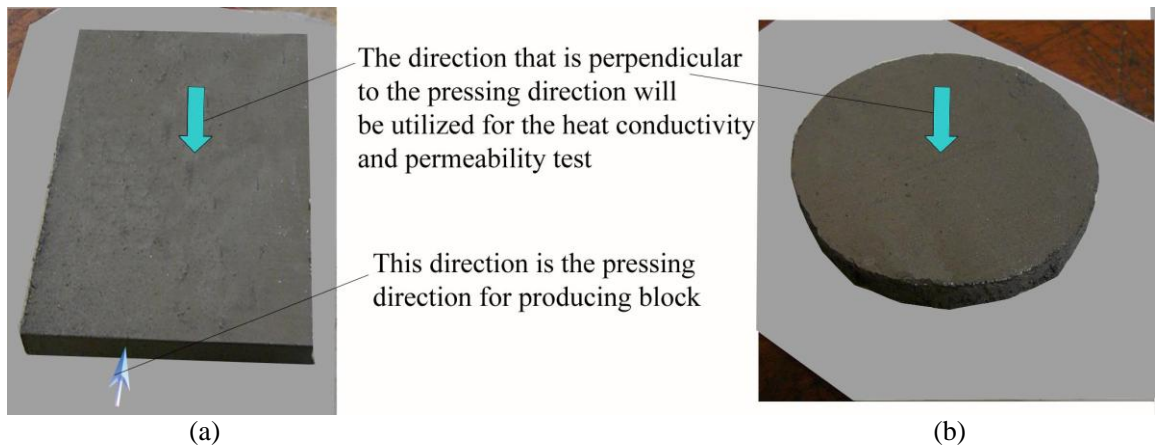 The direction that is perpendicular
to the pressing direction will
be utilized for the heat conductivity
and permeability test
This direction is the pressing
direction for producing block
(a)
(b)